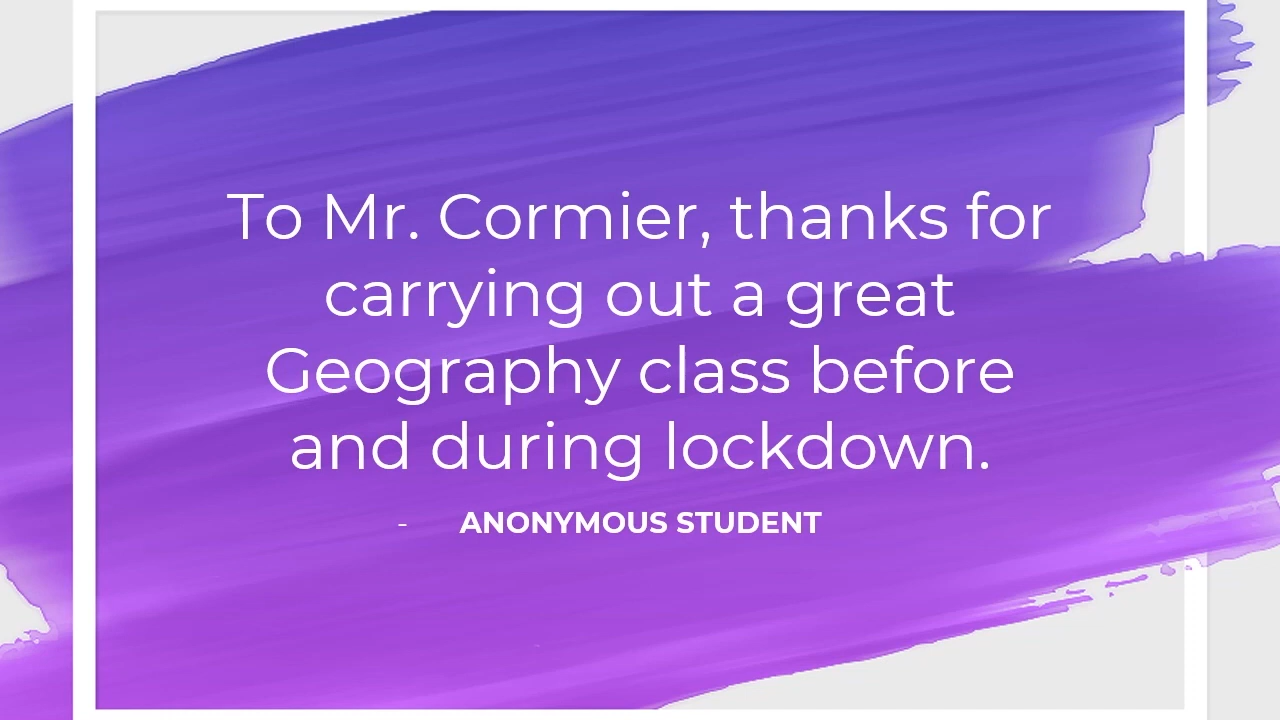 To Mr. Cormier, thanks for
carrying out a great
Geography class before
and during lockdown.
- ANONYMOUS STUDENT